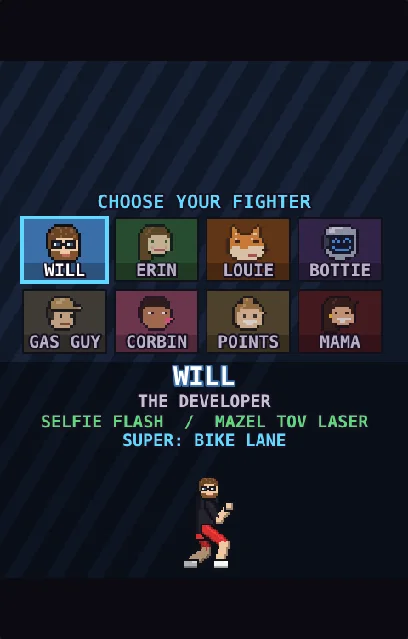 CHOOSE YOUR FIGHTER
WILL
ERIN
LOUIE
BOTTIE
GAS GUY
CORBIN
POINTS
MAMA
WILL
THE DEVELOPER
SELFIE FLASH / MAZEL TOV LASER
SUPER: BIKE LANE